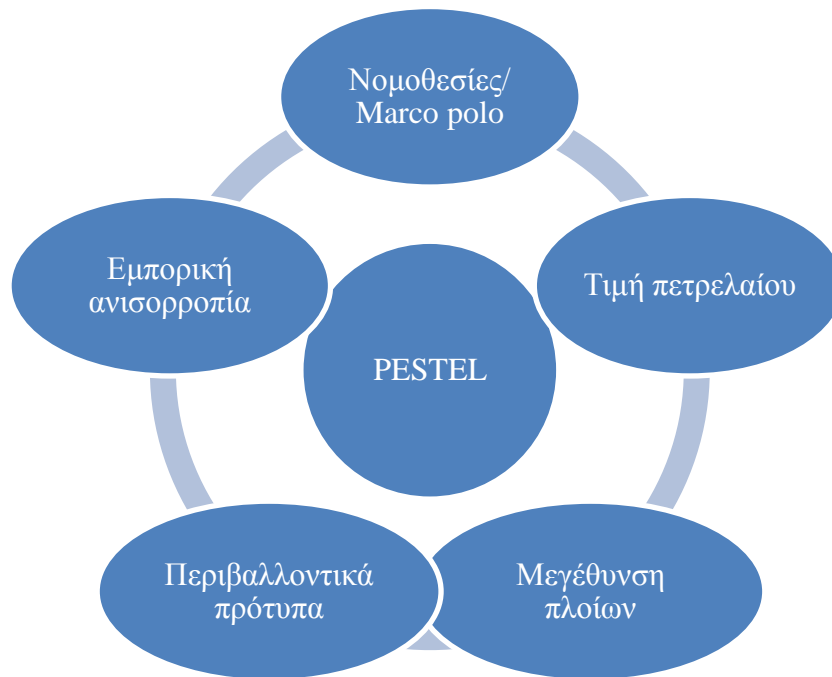 Νομοθεσίες/
Marco polo
Εμπορική
ανισορροπία
Τιμή πετρελαίου
PESTEL
Περιβαλλοντικά
πρότυπα
Μεγέθυνση
πλοίων